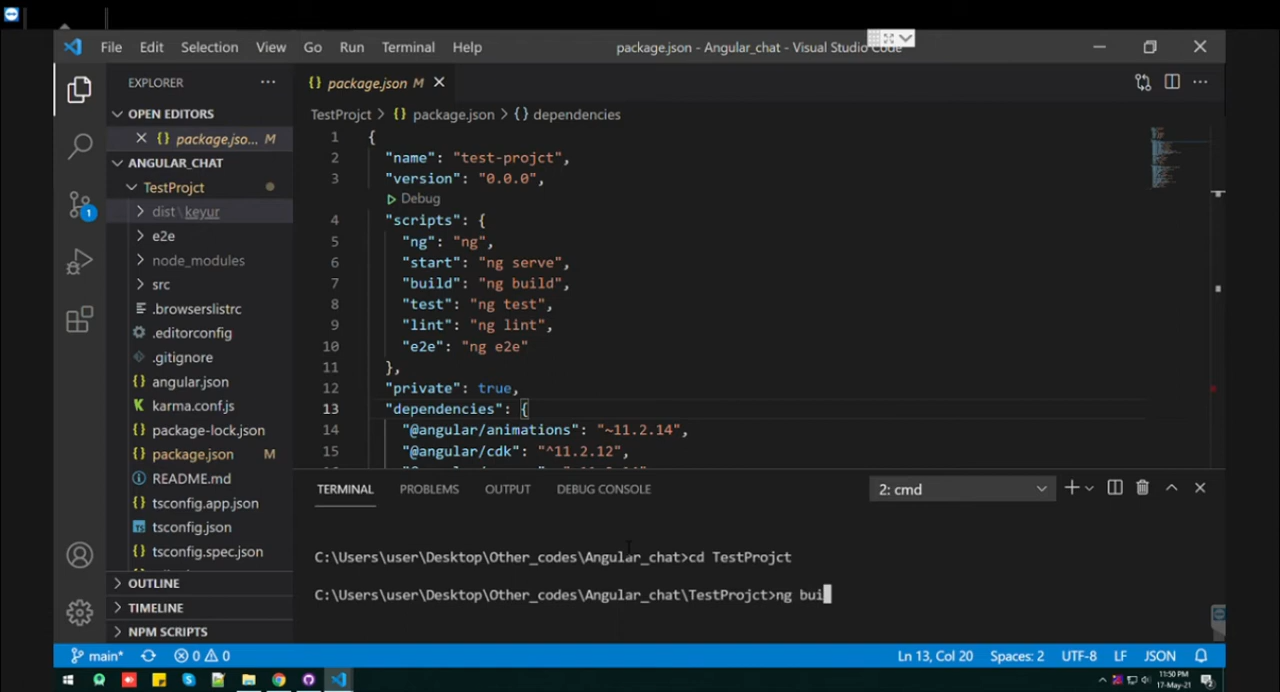 File Edit Selection View Go Run Terminal Help package.json - Angular_chat - Visual Studio Code
EXPLORER
OPEN EDITORS
package.jso... M
ANGULAR_CHAT
TestProjct
dist\keyur
e2e
node_modules
src
.browserslistrc
.editorconfig
.gitignore
angular.json
karma.conf.js
package-lock.json
package.json M
README.md
tsconfig.app.json
tsconfig.json
tsconfig.spec.json
OUTLINE
TIMELINE
NPM SCRIPTS
package.json M
TestProjct > {} package.json > {} dependencies
1 {
2 "name": "test-projct",
3 "version": "0.0.0",
Debug
4 "scripts": {
5 "ng": "ng",
6 "start": "ng serve",
7 "build": "ng build",
8 "test": "ng test",
9 "lint": "ng lint",
10 "e2e": "ng e2e"
11 },
12 "private": true,
13 "dependencies": {
14 "@angular/animations": "~11.2.14",
15 "@angular/cdk": "^11.2.12",
TERMINAL PROBLEMS OUTPUT DEBUG CONSOLE 2: cmd
C:\Users\user\Desktop\Other_codes\Angular_chat>cd TestProjct
C:\Users\user\Desktop\Other_codes\Angular_chat\TestProjct>ng bui
main* 0 0 Ln 13, Col 20 Spaces: 2 UTF-8 LF JSON
11:50 PM
17-May-21